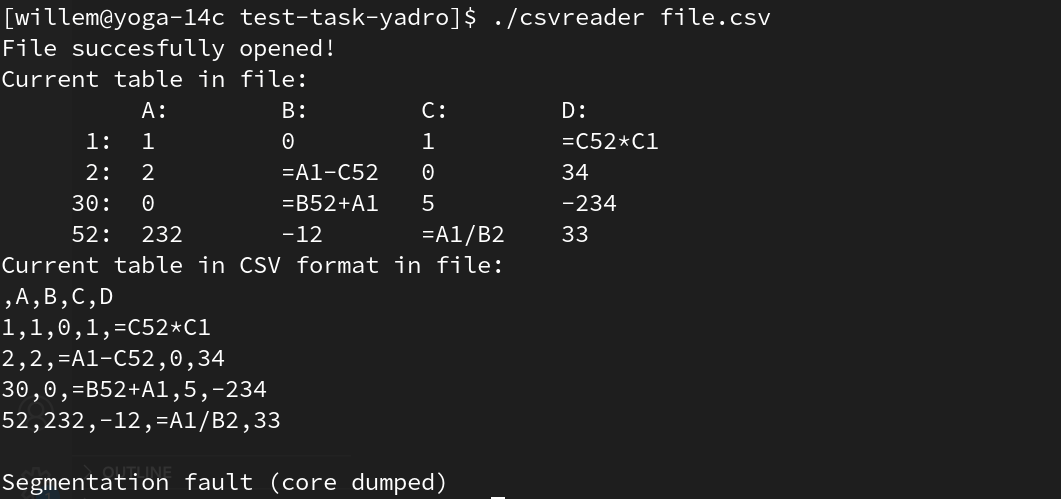 [willem@yoga-14c test-task-yadro]$ ./csvreader file.csv
File succesfully opened!
Current table in file:
A: B: C: D:
1: 1 0 1 =C52*C1
2: 2 =A1-C52 0 34
30: 0 =B52+A1 5 -234
52: 232 -12 =A1/B2 33
Current table in CSV format in file:
,A,B,C,D
1,1,0,1,=C52*C1
2,2,=A1-C52,0,34
30,0,=B52+A1,5,-234
52,232,-12,=A1/B2,33
> OUTLINE
Segmentation fault (core dumped)